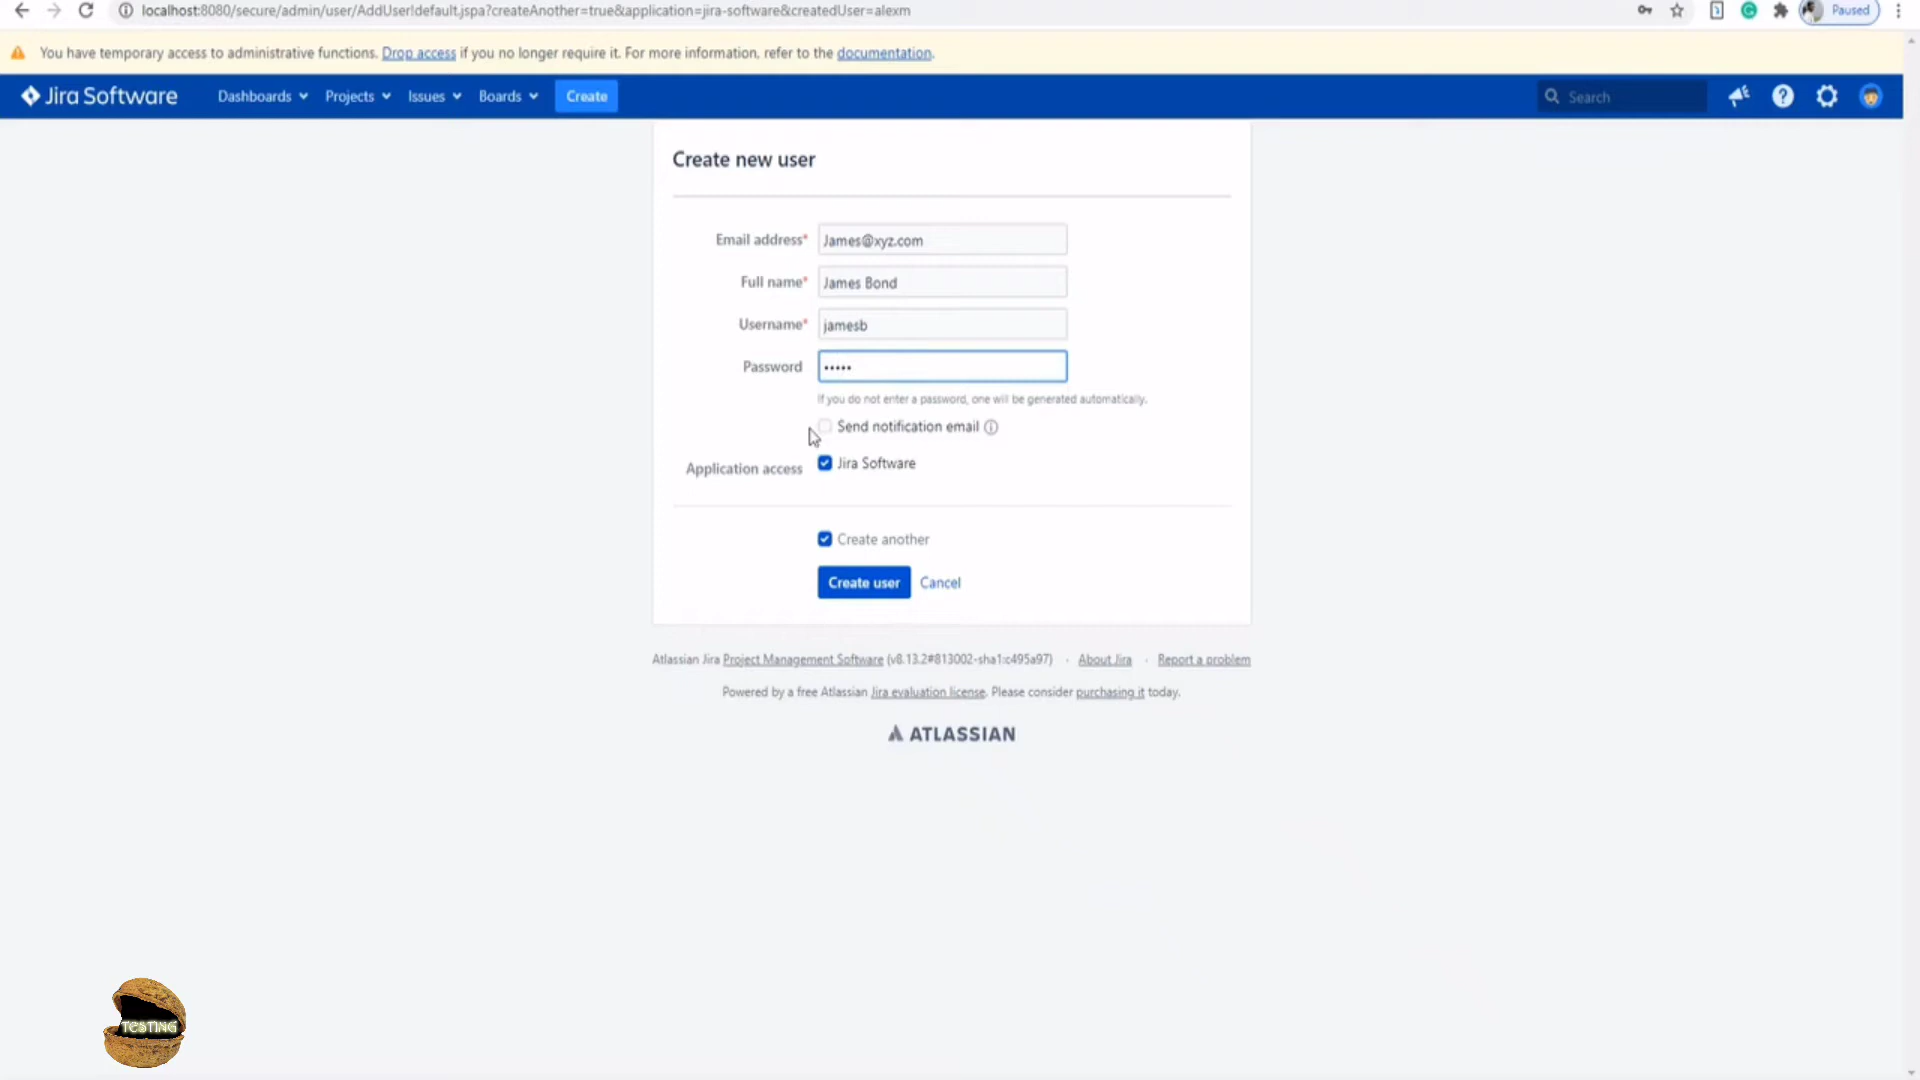 localhost:8080/secure/admin/user/AddUser!default.jspa?createAnother=true&application=jira-software&createdUser=alexm
Paused
You have temporary access to administrative functions. Drop access if you no longer require it. For more information, refer to the documentation.
Jira Software Dashboards Projects Issues Boards Create Search
Create new user
Email address* James@xyz.com
Full name* James Bond
Username* jamesb
Password •••••
If you do not enter a password, one will be generated automatically.
Send notification email
Application access Jira Software
Create another
Create user Cancel
Atlassian Jira Project Management Software (v8.13.2#813002-sha1:c495a97) · About Jira · Report a problem
Powered by a free Atlassian Jira evaluation license. Please consider purchasing it today.
ATLASSIAN
TESTING